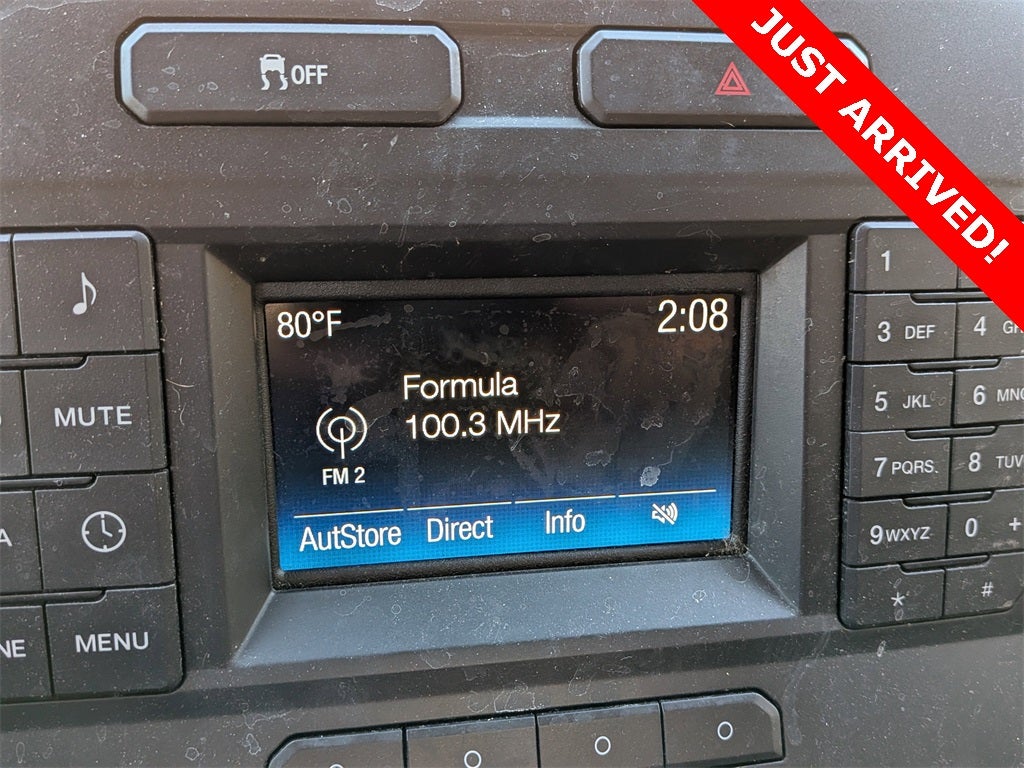 OFF
JUST ARRIVED!
1
3 DEF
4
5 JKL
6
7 PQRS
8 TUV
9 WXYZ
0 +
* #
MUTE
MENU
80°F 2:08
Formula
100.3 MHz
FM 2
AutStore Direct Info